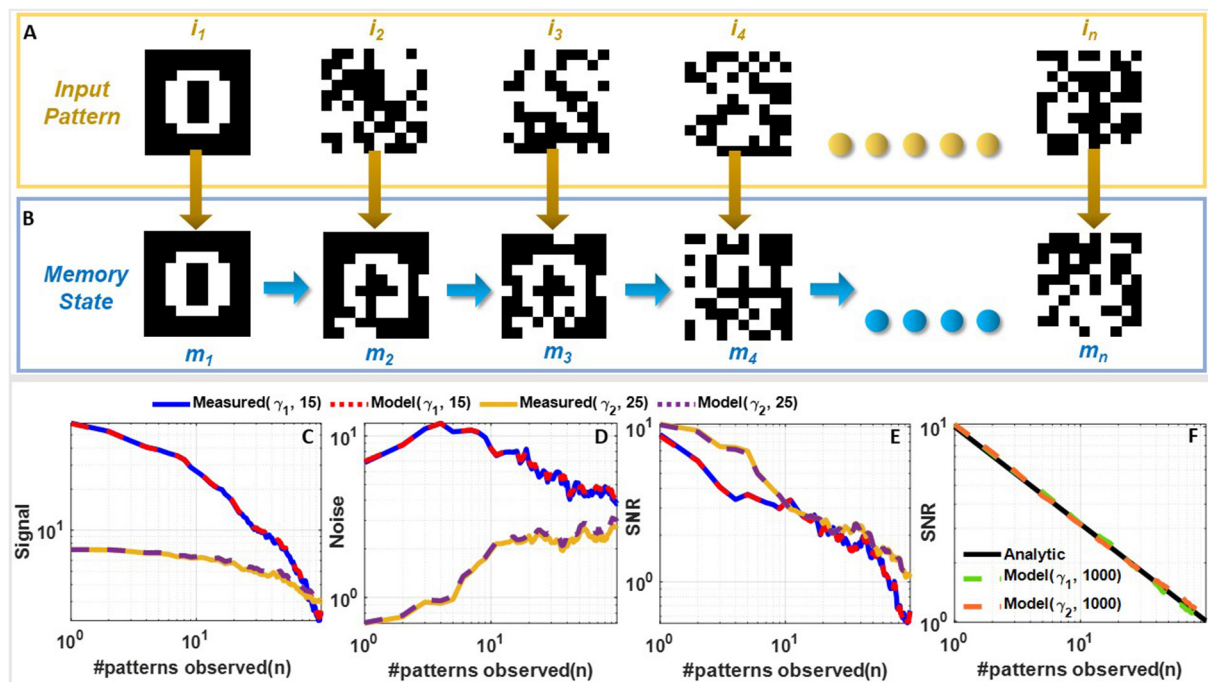 A
i1 i2 i3 i4 in
Input
Pattern
B
Memory
State
m1 m2 m3 m4 mn
Measured(γ1, 15) Model(γ1, 15) Measured(γ2, 25) Model(γ2, 25)
C
Signal
10^1
10^0 10^1
#patterns observed(n)
D
Noise
10^1
10^0
10^0 10^1
#patterns observed(n)
E
SNR
10^1
10^0
10^0 10^1
#patterns observed(n)
F
SNR
10^1
10^0
Analytic
Model(γ1, 1000)
Model(γ2, 1000)
10^0 10^1
#patterns observed(n)